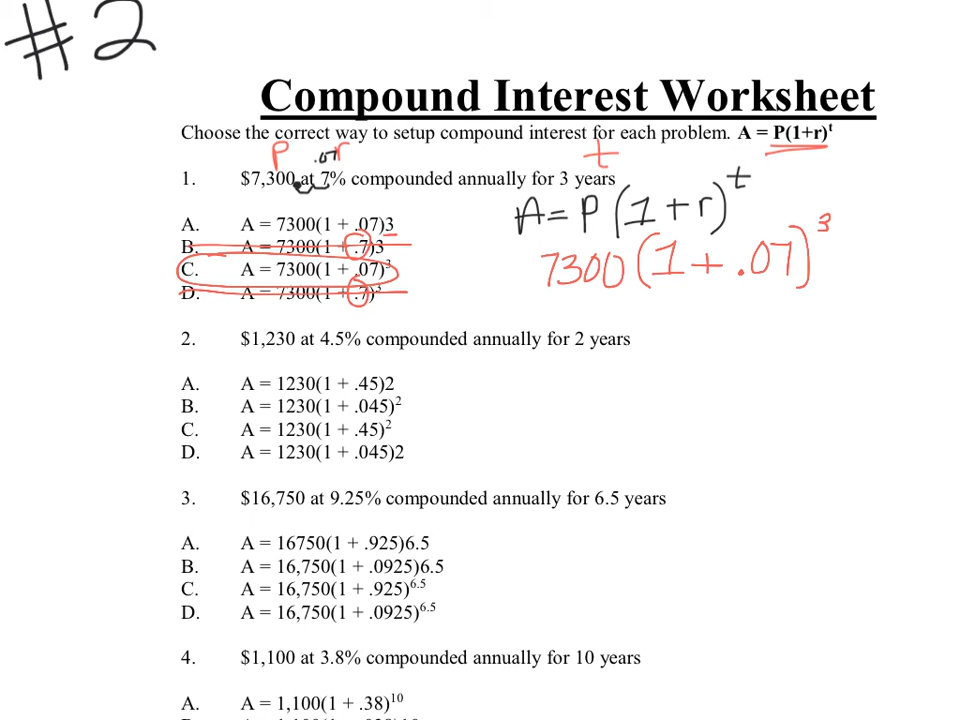 #2
Compound Interest Worksheet
Choose the correct way to setup compound interest for each problem. A = P(1+r)ᵗ
P .07 r t
1. $7,300 at 7% compounded annually for 3 years
A = P(1+r)ᵗ
A. A = 7300(1 + .07)3
B. A = 7300(1 + .7)3
7300(1+.07)³
C. A = 7300(1 + .07)³
D. A = 7300(1 + .7)³
2. $1,230 at 4.5% compounded annually for 2 years
A. A = 1230(1 + .45)2
B. A = 1230(1 + .045)²
C. A = 1230(1 + .45)²
D. A = 1230(1 + .045)2
3. $16,750 at 9.25% compounded annually for 6.5 years
A. A = 16750(1 + .925)6.5
B. A = 16,750(1 + .0925)6.5
C. A = 16,750(1 + .925)⁶·⁵
D. A = 16,750(1 + .0925)⁶·⁵
4. $1,100 at 3.8% compounded annually for 10 years
A. A = 1,100(1 + .38)¹⁰